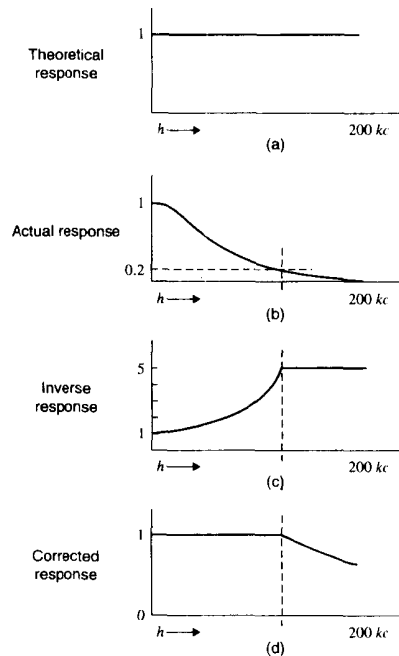 1
Theoretical
response
h
200 kc
(a)
1
Actual response
0.2
h
200 kc
(b)
5
Inverse
response
1
h
200 kc
(c)
1
Corrected
response
0
h
200 kc
(d)